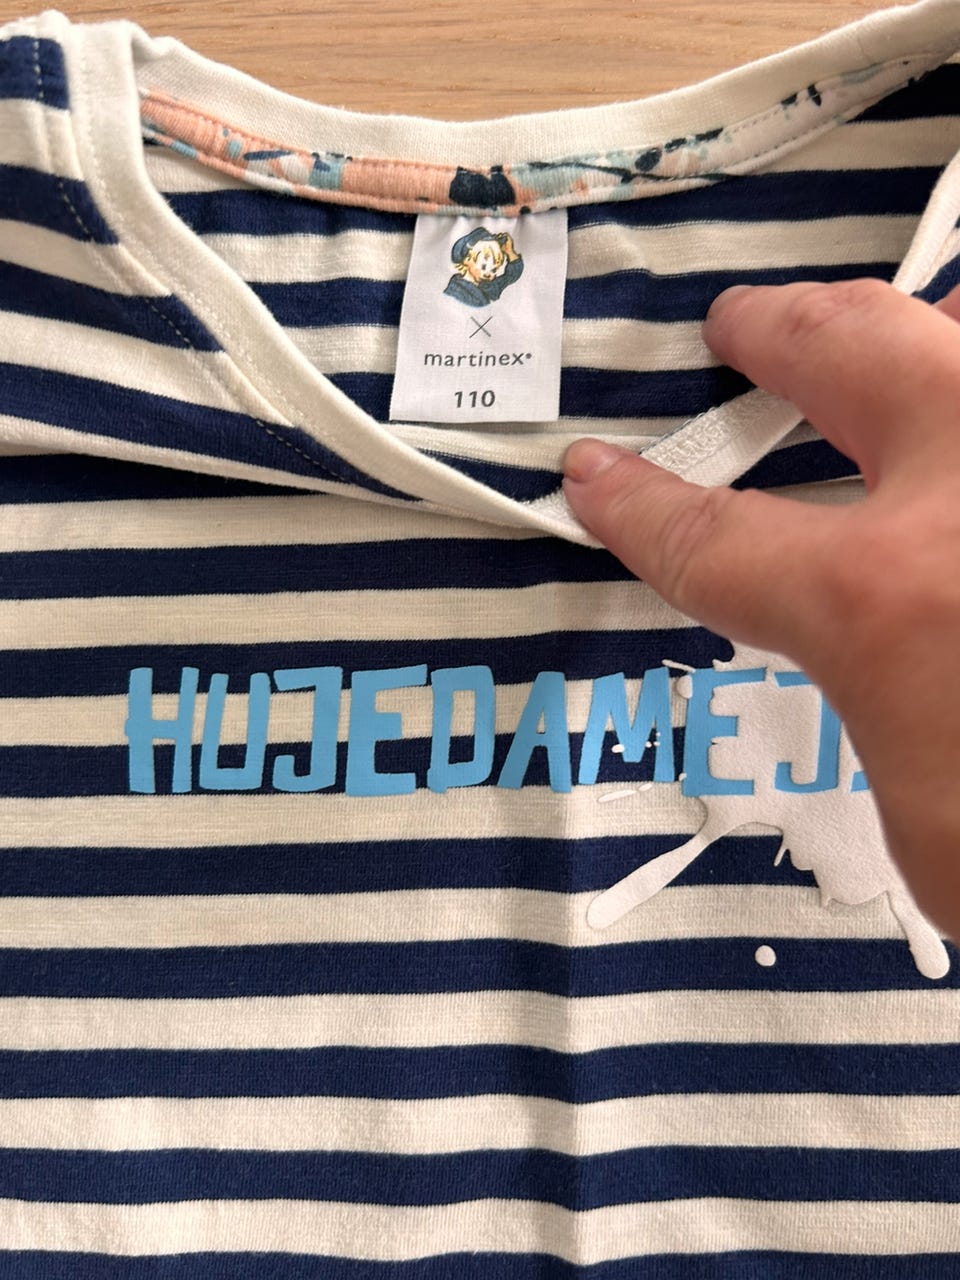 ×
martinex®
110
HUJEDAMEJ